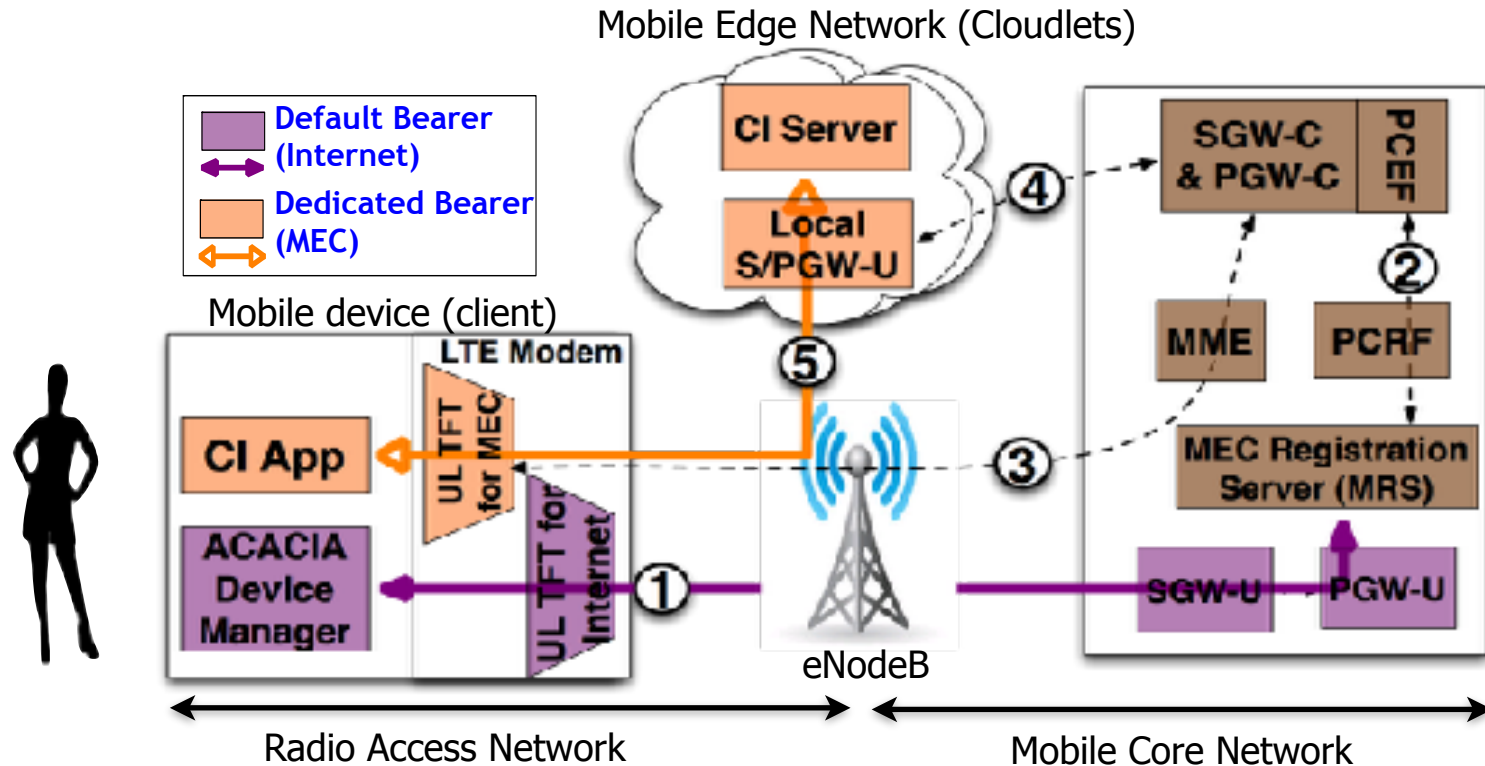 Mobile Edge Network (Cloudlets)
Default Bearer
(Internet)
Dedicated Bearer
(MEC)
CI Server
Local
S/PGW-U
4
SGW-C
& PGW-C
PCEF
2
MME
PCRF
MEC Registration
Server (MRS)
SGW-U
PGW-U
Mobile device (client)
LTE Modem
UL TFT
for MEC
CI App
5
3
ACACIA
Device
Manager
UL TFT for
Internet
1
eNodeB
Radio Access Network
Mobile Core Network